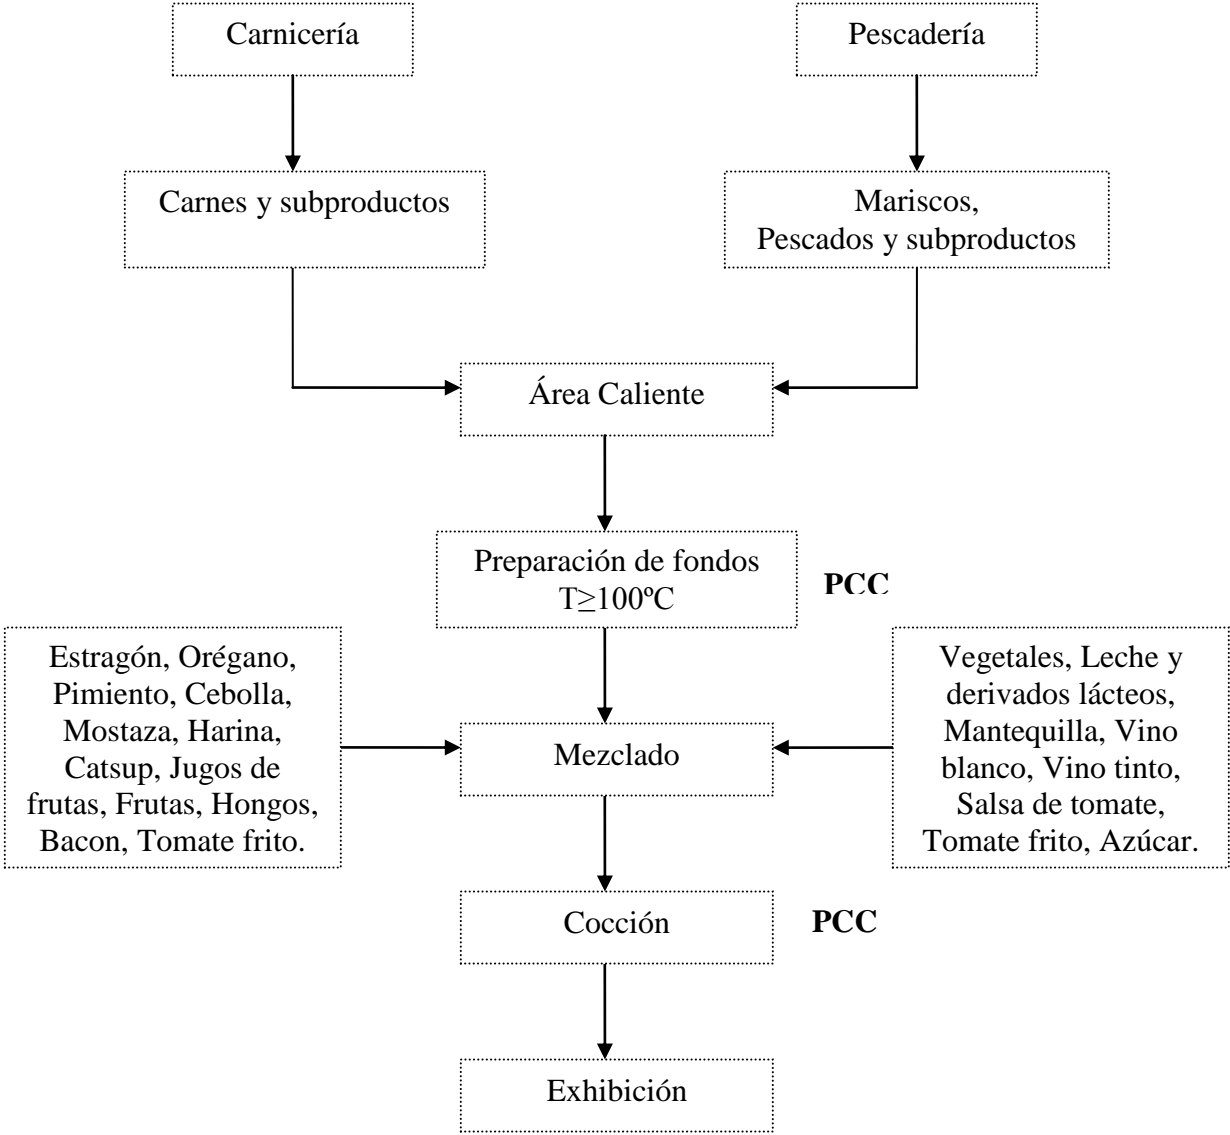 Carnicería
Pescadería
Carnes y subproductos
Mariscos,
Pescados y subproductos
Área Caliente
Preparación de fondos
T≥100ºC
PCC
Estragón, Orégano,
Pimiento, Cebolla,
Mostaza, Harina,
Catsup, Jugos de
frutas, Frutas, Hongos,
Bacon, Tomate frito.
Mezclado
Vegetales, Leche y
derivados lácteos,
Mantequilla, Vino
blanco, Vino tinto,
Salsa de tomate,
Tomate frito, Azúcar.
Cocción
PCC
Exhibición